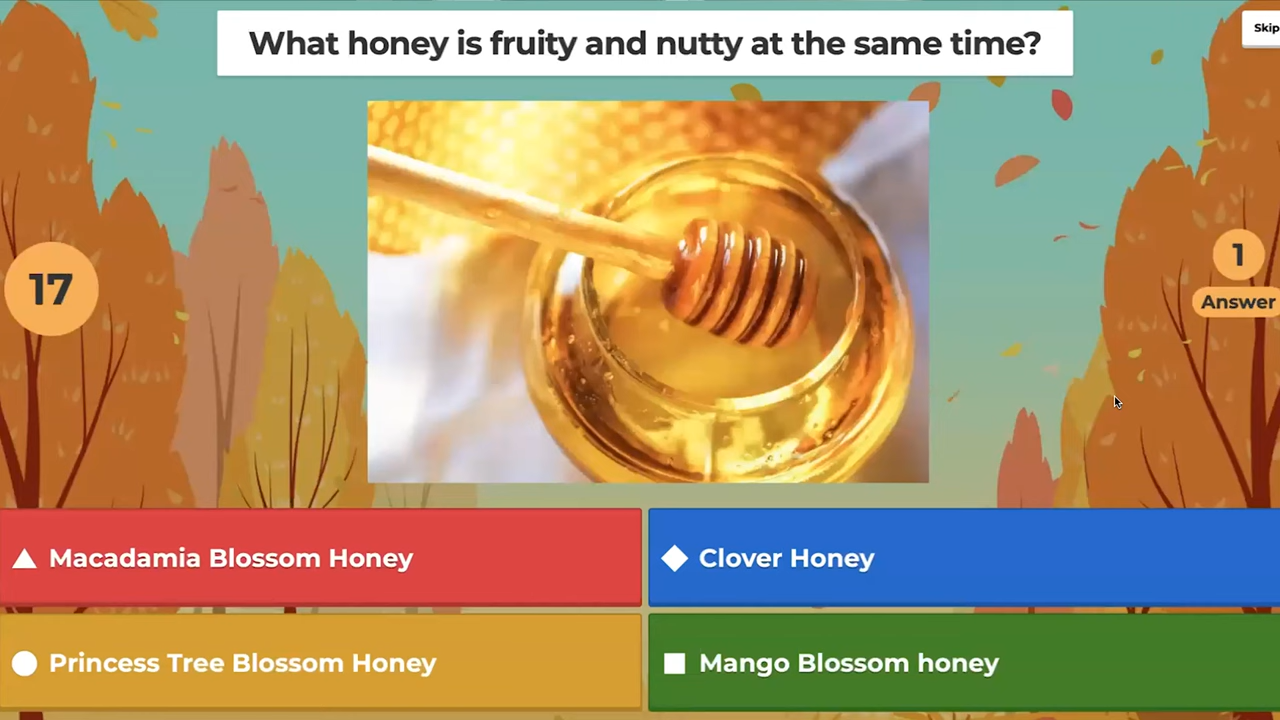 What honey is fruity and nutty at the same time?
Skip
17
1
Answer
Macadamia Blossom Honey
Clover Honey
Princess Tree Blossom Honey
Mango Blossom honey